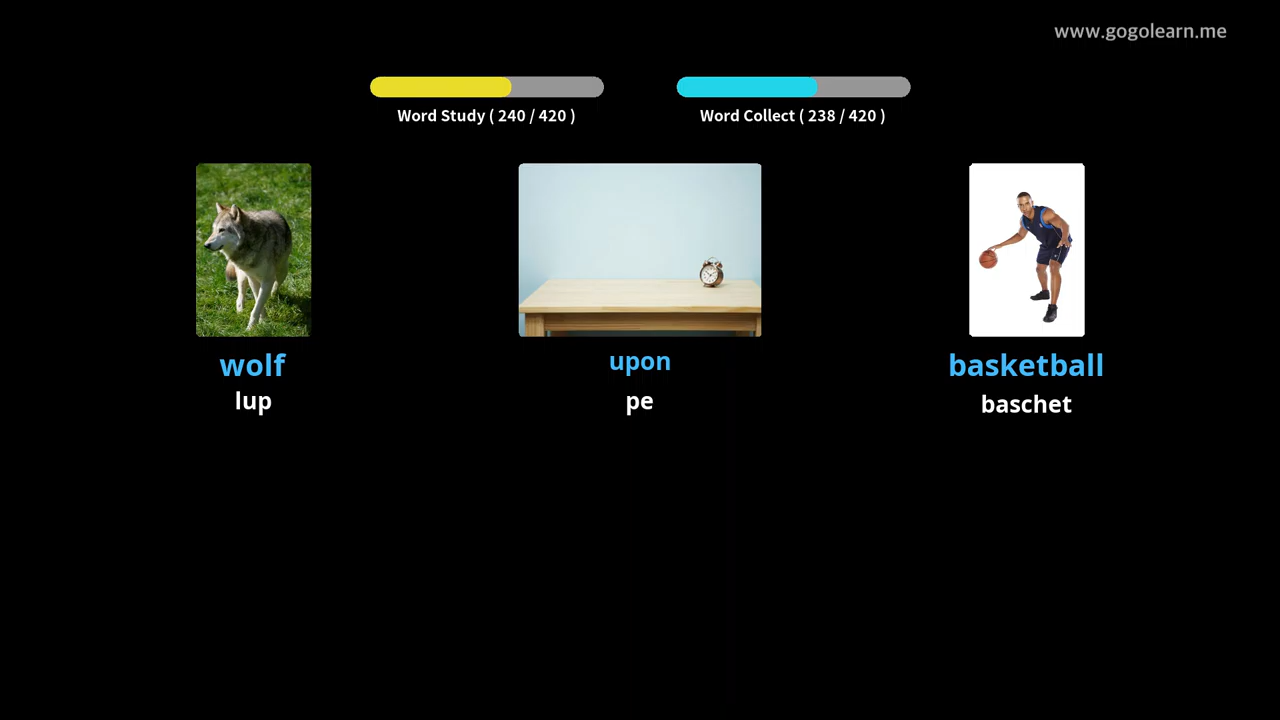 www.gogolearn.me
Word Study ( 240 / 420 )
Word Collect ( 238 / 420 )
wolf
lup
upon
pe
basketball
baschet